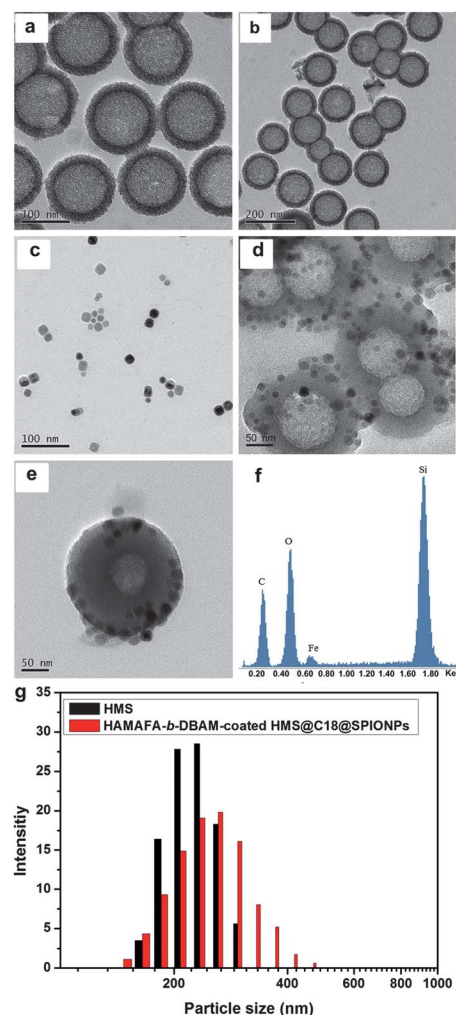 a
100 nm
b
200 nm
c
100 nm
d
50 nm
e
50 nm
f
Si
O
C
Fe
0.20 0.40 0.60 0.80 1.00 1.20 1.40 1.60 1.80 Ke
g
HMS
HAMAFA-b-DBAM-coated HMS@C18@SPIONPs
Intensitiy
35
30
25
20
15
10
5
0
200 400 600 800 1000
Particle size (nm)